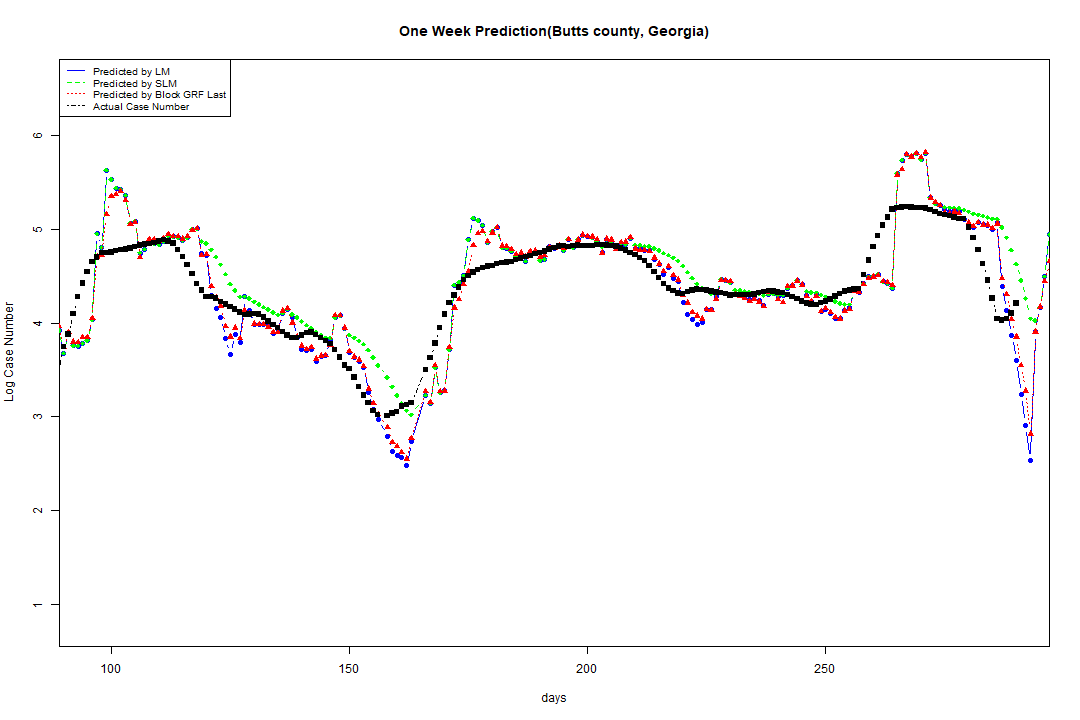 One Week Prediction(Butts county, Georgia)
Predicted by LM
Predicted by SLM
Predicted by Block GRF Last
Actual Case Number
6
5
4
3
2
1
Log Case Number
100 150 200 250
days